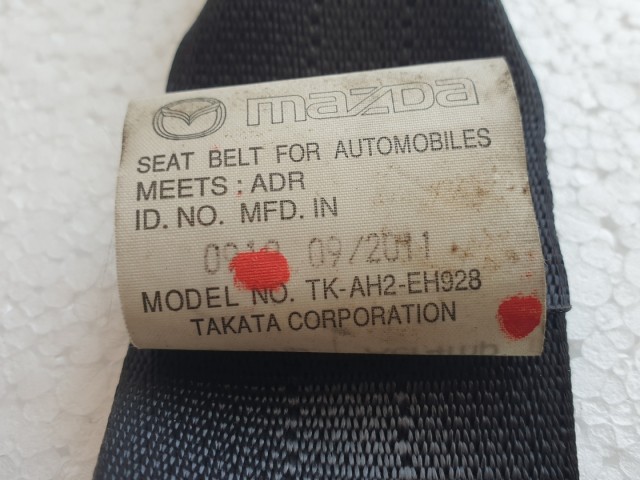 mazda
SEAT BELT FOR AUTOMOBILES
MEETS : ADR
ID. NO. MFD. IN
09/2011
MODEL NO. TK-AH2-EH928
TAKATA CORPORATION